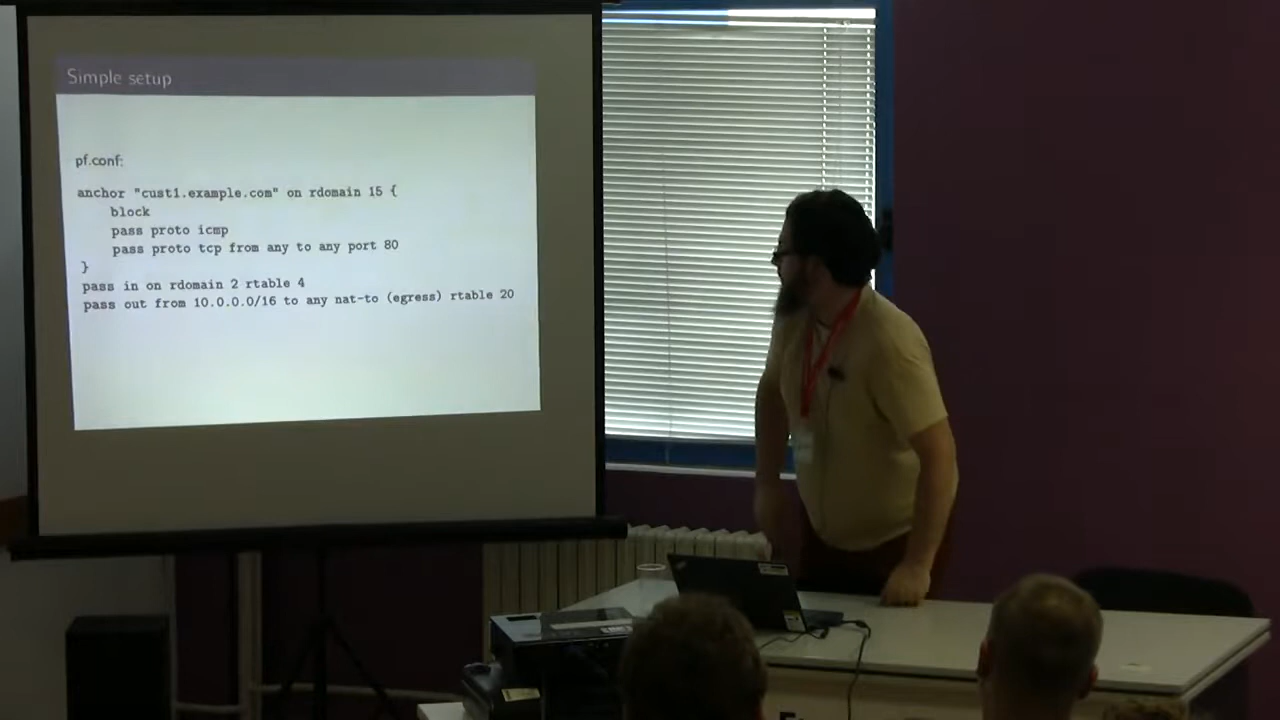 Simple setup
pf.conf:
anchor "cust1.example.com" on rdomain 15 {
block
pass proto icmp
pass proto tcp from any to any port 80
}
pass in on rdomain 2 rtable 4
pass out from 10.0.0.0/16 to any nat-to (egress) rtable 20